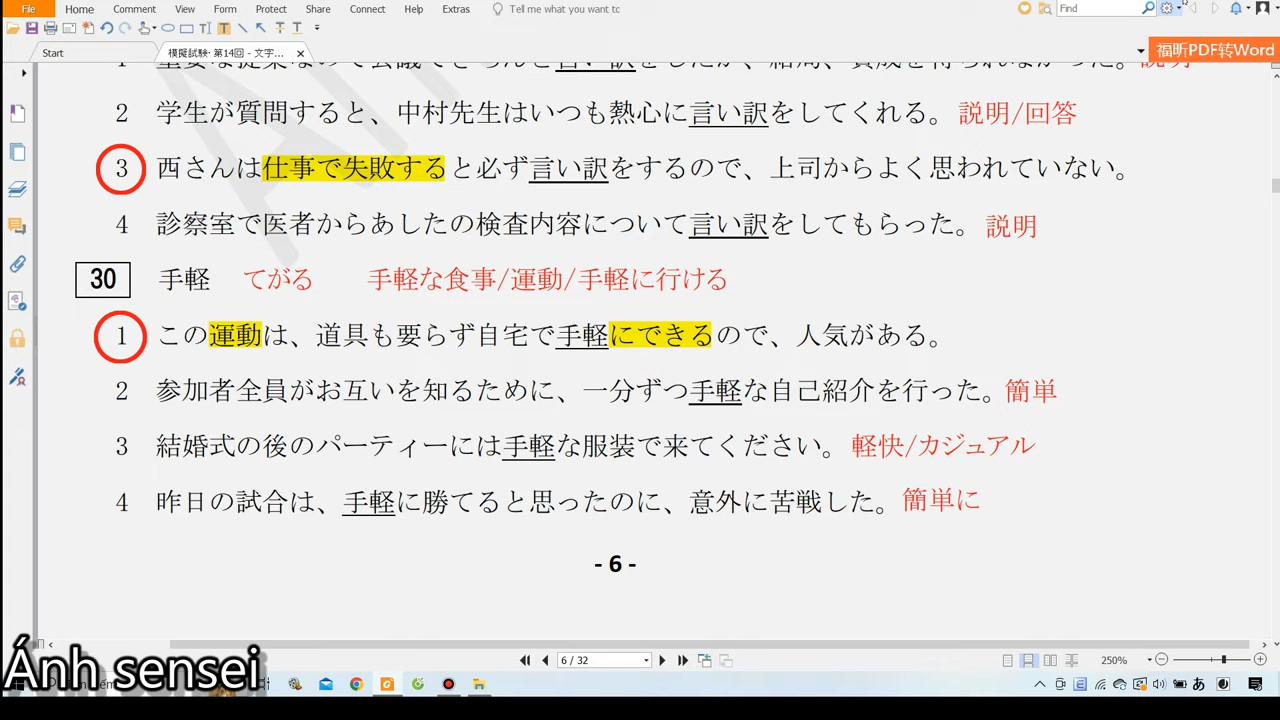 File Home Comment View Form Protect Share Connect Help Extras Tell me what you want to Find
福昕PDF转Word
Start 模擬試験・第14回 - 文字...
2 学生が質問すると、中村先生はいつも熱心に言い訳をしてくれる。 説明/回答
3 西さんは仕事で失敗すると必ず言い訳をするので、上司からよく思われていない。
4 診察室で医者からあしたの検査内容について言い訳をしてもらった。 説明
30 手軽 てがる 手軽な食事/運動/手軽に行ける
1 この運動は、道具も要らず自宅で手軽にできるので、人気がある。
2 参加者全員がお互いを知るために、一分ずつ手軽な自己紹介を行った。 簡単
3 結婚式の後のパーティーには手軽な服装で来てください。 軽快/カジュアル
4 昨日の試合は、手軽に勝てると思ったのに、意外に苦戦した。 簡単に
- 6 -
6 / 32 250%
Ánh sensei
あ